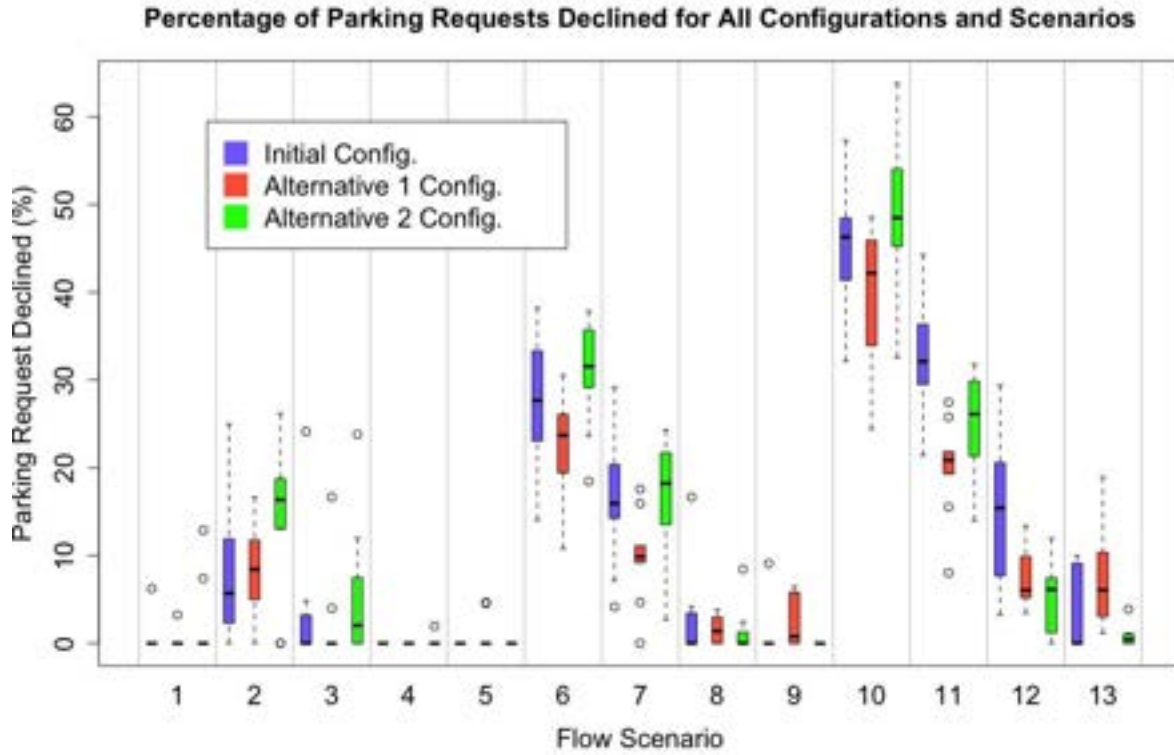 Percentage of Parking Requests Declined for All Configurations and Scenarios
Parking Request Declined (%)
60
50
40
30
20
10
0
Initial Config.
Alternative 1 Config.
Alternative 2 Config.
1 2 3 4 5 6 7 8 9 10 11 12 13
Flow Scenario